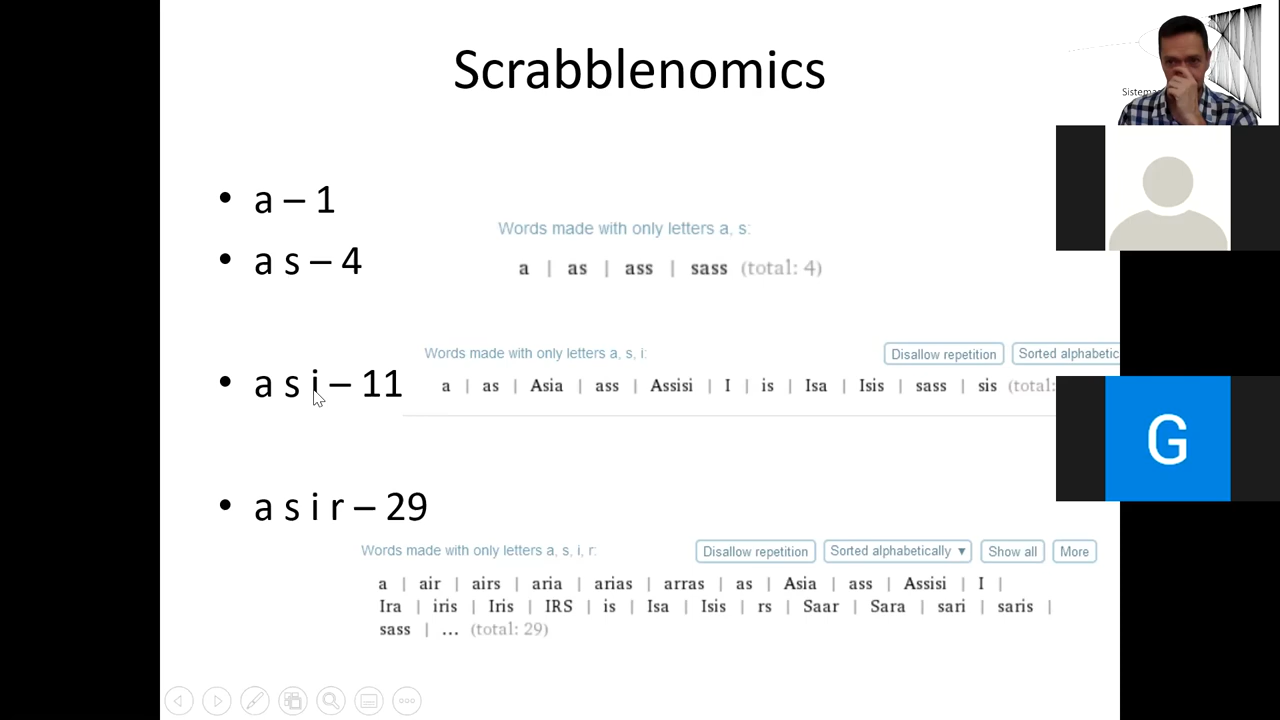 Scrabblenomics
• a – 1
• a s – 4
Words made with only letters a, s:
a | as | ass | sass (total: 4)
• a s i – 11
Words made with only letters a, s, i:
Disallow repetition
a | as | Asia | ass | Assisi | I | is | Isa | Isis | sass | sis (total:
• a s i r – 29
Words made with only letters a, s, i, r:
Disallow repetition Sorted alphabetically ▼ Show all More
a | air | airs | aria | arias | arras | as | Asia | ass | Assisi | I |
Ira | iris | Iris | IRS | is | Isa | Isis | rs | Saar | Sara | sari | saris |
sass | ... (total: 29)
G